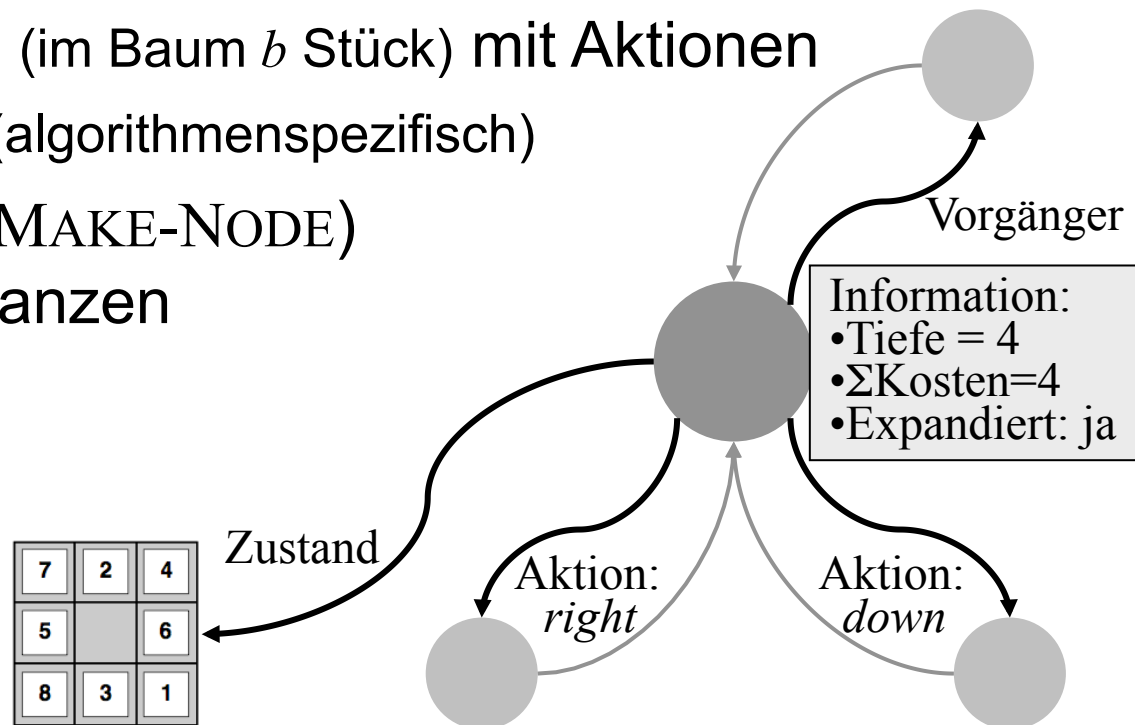 (im Baum b Stück) mit Aktionen
(algorithmenspezifisch)
MAKE-NODE)
anzen
Vorgänger
Information:
•Tiefe = 4
•ΣKosten=4
•Expandiert: ja
Zustand
Aktion:
right
Aktion:
down
7 2 4
5 6
8 3 1